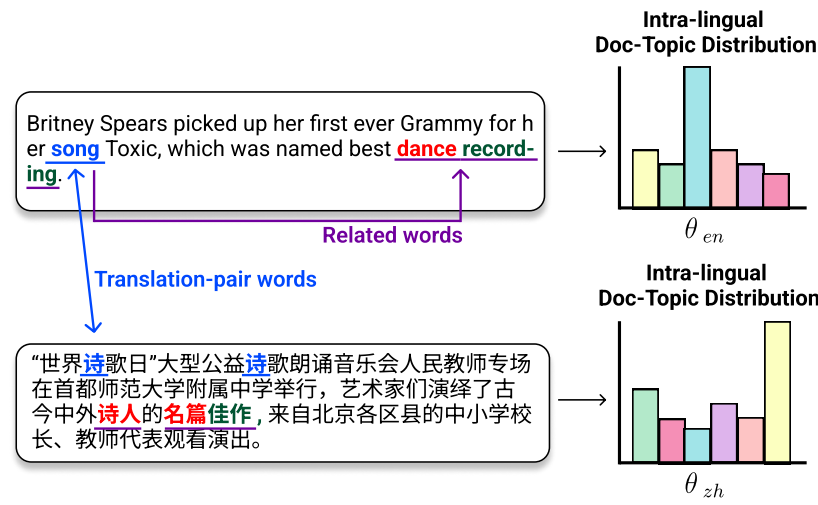 Intra-lingual
Doc-Topic Distribution
Britney Spears picked up her first ever Grammy for h
er song Toxic, which was named best dance record-
ing.
θ en
Related words
Translation-pair words
Intra-lingual
Doc-Topic Distribution
“世界诗歌日”大型公益诗歌朗诵音乐会人民教师专场
在首都师范大学附属中学举行，艺术家们演绎了古
今中外诗人的名篇佳作 , 来自北京各区县的中小学校
长、教师代表观看演出。
θ zh